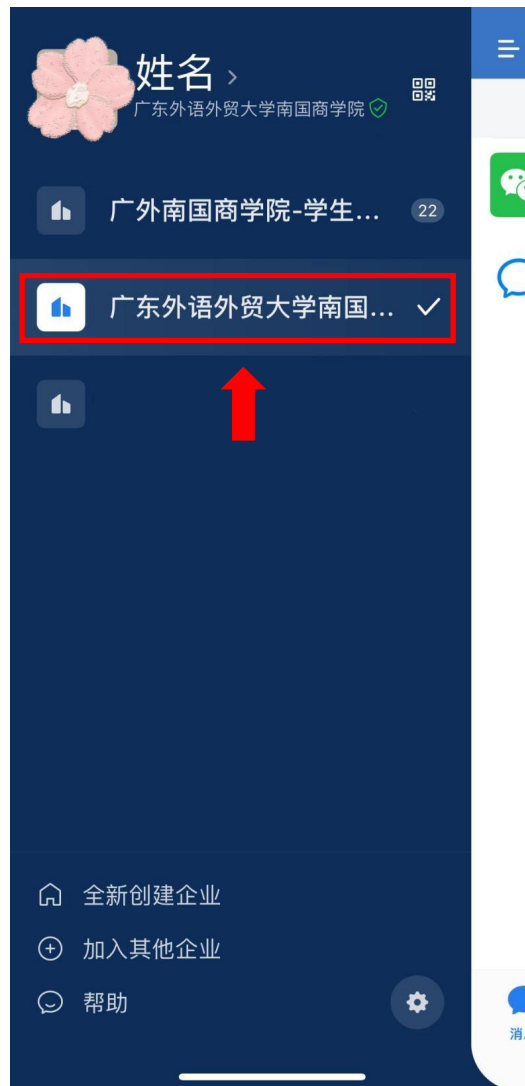 姓名
广东外语外贸大学南国商学院
广外南国商学院-学生... 22
广东外语外贸大学南国...
全新创建企业
加入其他企业
帮助